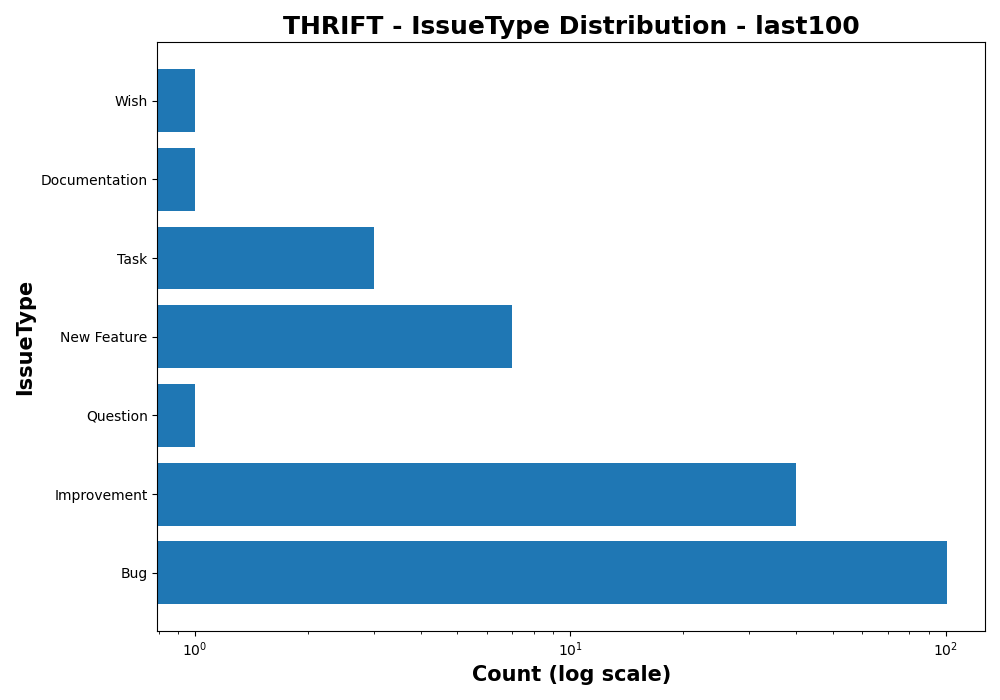 THRIFT - IssueType Distribution - last100
IssueType
Wish
Documentation
Task
New Feature
Question
Improvement
Bug
10⁰ 10¹ 10²
Count (log scale)